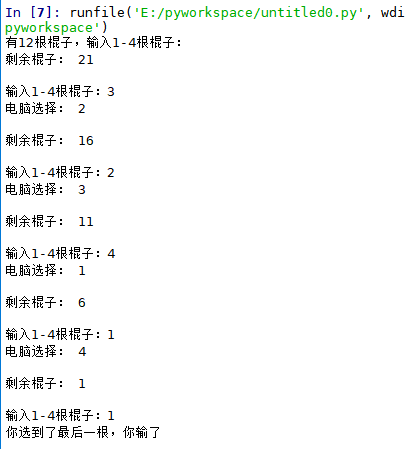 In [7]: runfile('E:/pyworkspace/untitled0.py', wdi
pyworkspace')
有12根棍子，输入1-4根棍子：
剩余棍子： 21
输入1-4根棍子：3
电脑选择： 2
剩余棍子： 16
输入1-4根棍子：2
电脑选择： 3
剩余棍子： 11
输入1-4根棍子：4
电脑选择： 1
剩余棍子： 6
输入1-4根棍子：1
电脑选择： 4
剩余棍子： 1
输入1-4根棍子：1
你选到了最后一根，你输了